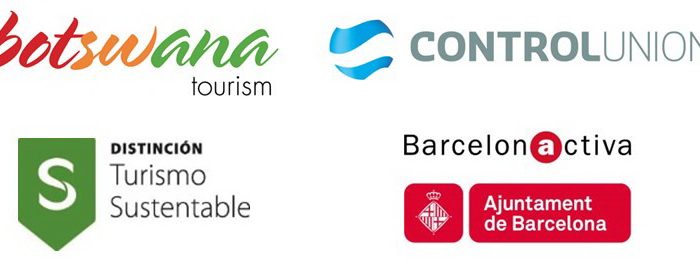 botswana
tourism
CONTROLUNION
S
DISTINCIÓN
Turismo
Sustentable
Barcelonactiva
Ajuntament
de Barcelona